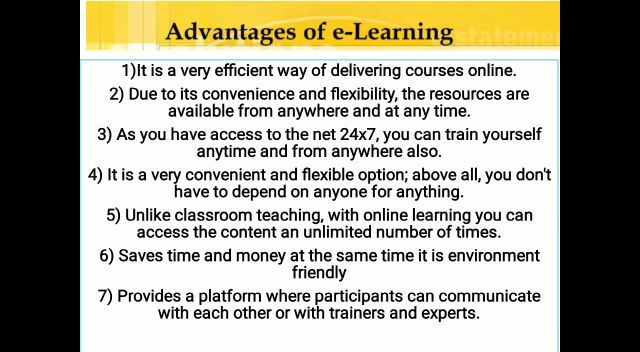 Advantages of e-Learning
1)It is a very efficient way of delivering courses online.
2) Due to its convenience and flexibility, the resources are
available from anywhere and at any time.
3) As you have access to the net 24x7, you can train yourself
anytime and from anywhere also.
4) It is a very convenient and flexible option; above all, you don't
have to depend on anyone for anything.
5) Unlike classroom teaching, with online learning you can
access the content an unlimited number of times.
6) Saves time and money at the same time it is environment
friendly
7) Provides a platform where participants can communicate
with each other or with trainers and experts.